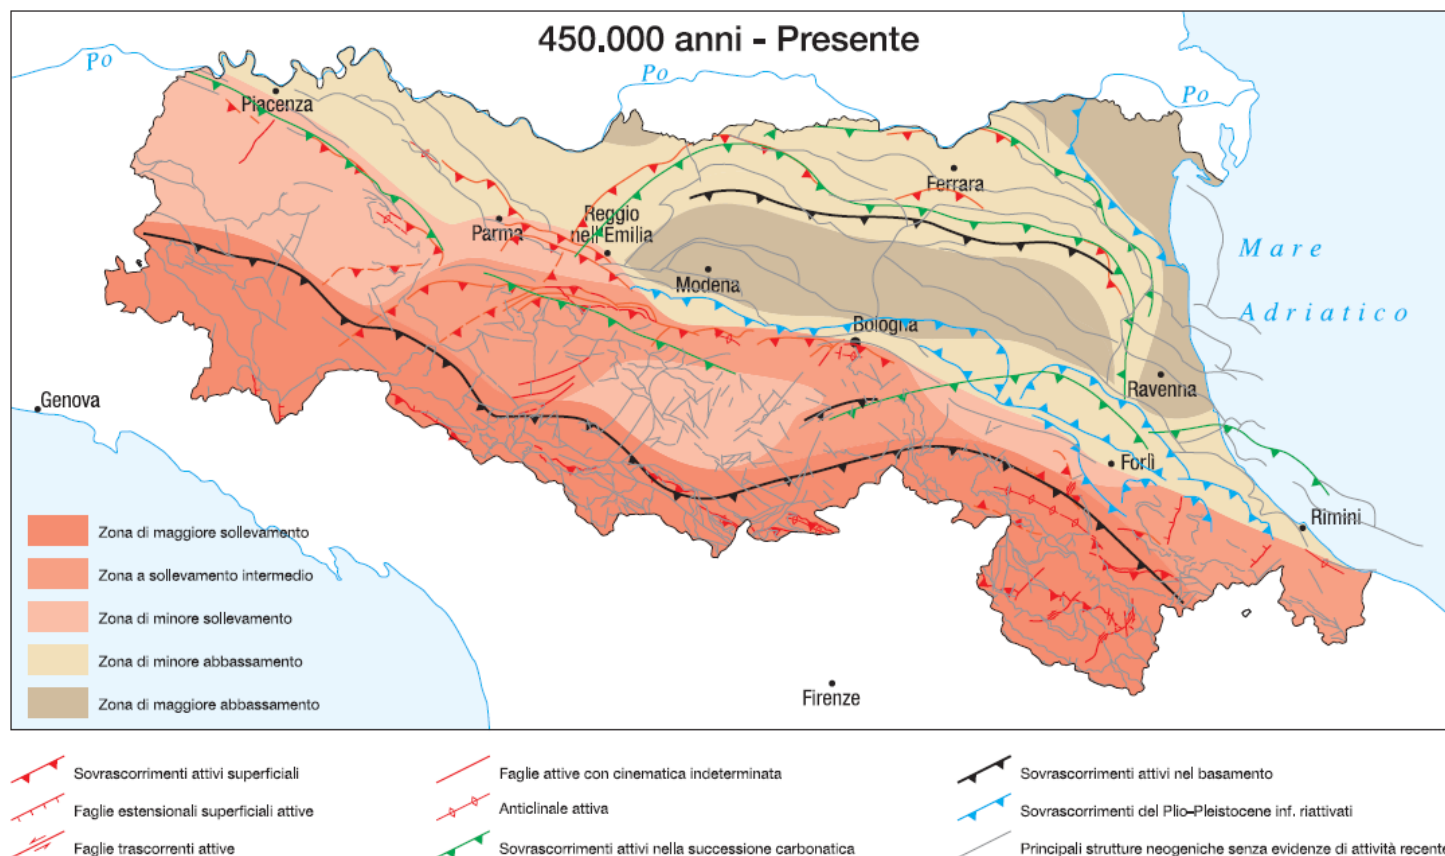 450.000 anni - Presente
Po
Po
Po
Piacenza
Ferrara
Parma
Reggio
nell'Emilia
Modena
Mare
Adriatico
Bologna
Ravenna
Genova
Forlì
Rimini
Firenze
Zona di maggiore sollevamento
Zona a sollevamento intermedio
Zona di minore sollevamento
Zona di minore abbassamento
Zona di maggiore abbassamento
Sovrascorrimenti attivi superficiali
Faglie attive con cinematica indeterminata
Sovrascorrimenti attivi nel basamento
Faglie estensionali superficiali attive
Anticlinale attiva
Sovrascorrimenti del Plio-Pleistocene inf. riattivati
Faglie trascorrenti attive
Sovrascorrimenti attivi nella successione carbonatica
Principali strutture neogeniche senza evidenze di attività recente